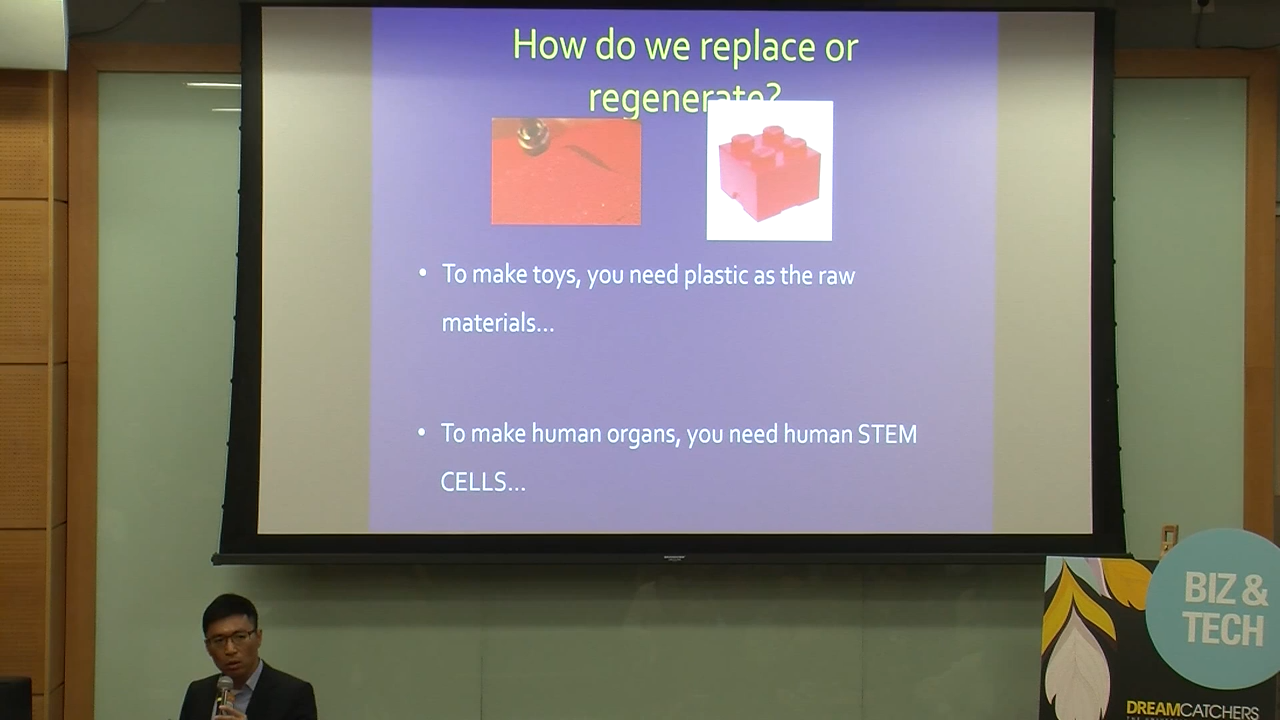 How do we replace or
regenerate?
• To make toys, you need plastic as the raw
materials...
• To make human organs, you need human STEM
CELLS...
BIZ &
TECH
DREAMCATCHERS